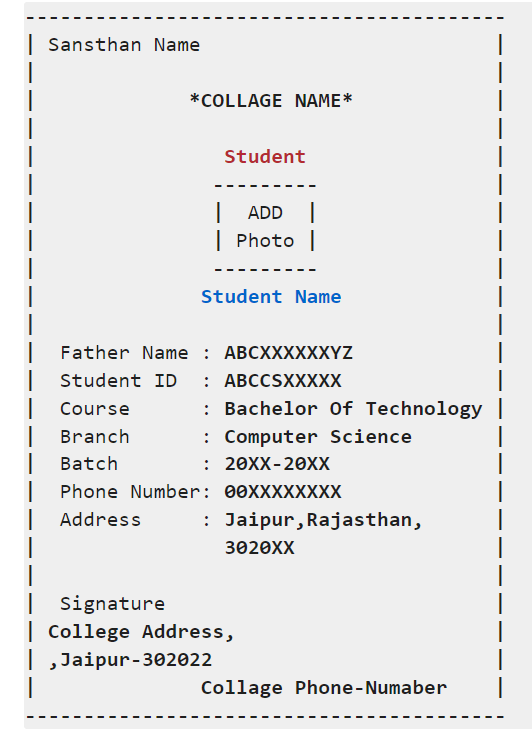 -----------------------------------------
| Sansthan Name                         |
|                                       |
|             *COLLAGE NAME*            |
|                                       |
|                Student                |
|               ---------               |
|               |  ADD  |               |
|               | Photo |               |
|               ---------               |
|              Student Name             |
|                                       |
|  Father Name : ABCXXXXXXYZ            |
|  Student ID  : ABCCSXXXXX             |
|  Course      : Bachelor Of Technology |
|  Branch      : Computer Science       |
|  Batch       : 20XX-20XX              |
|  Phone Number: 00XXXXXXXX             |
|  Address     : Jaipur,Rajasthan,      |
|                3020XX                 |
|                                       |
|  Signature                            |
| College Address,                      |
| ,Jaipur-302022                        |
|              Collage Phone-Numaber    |
-----------------------------------------